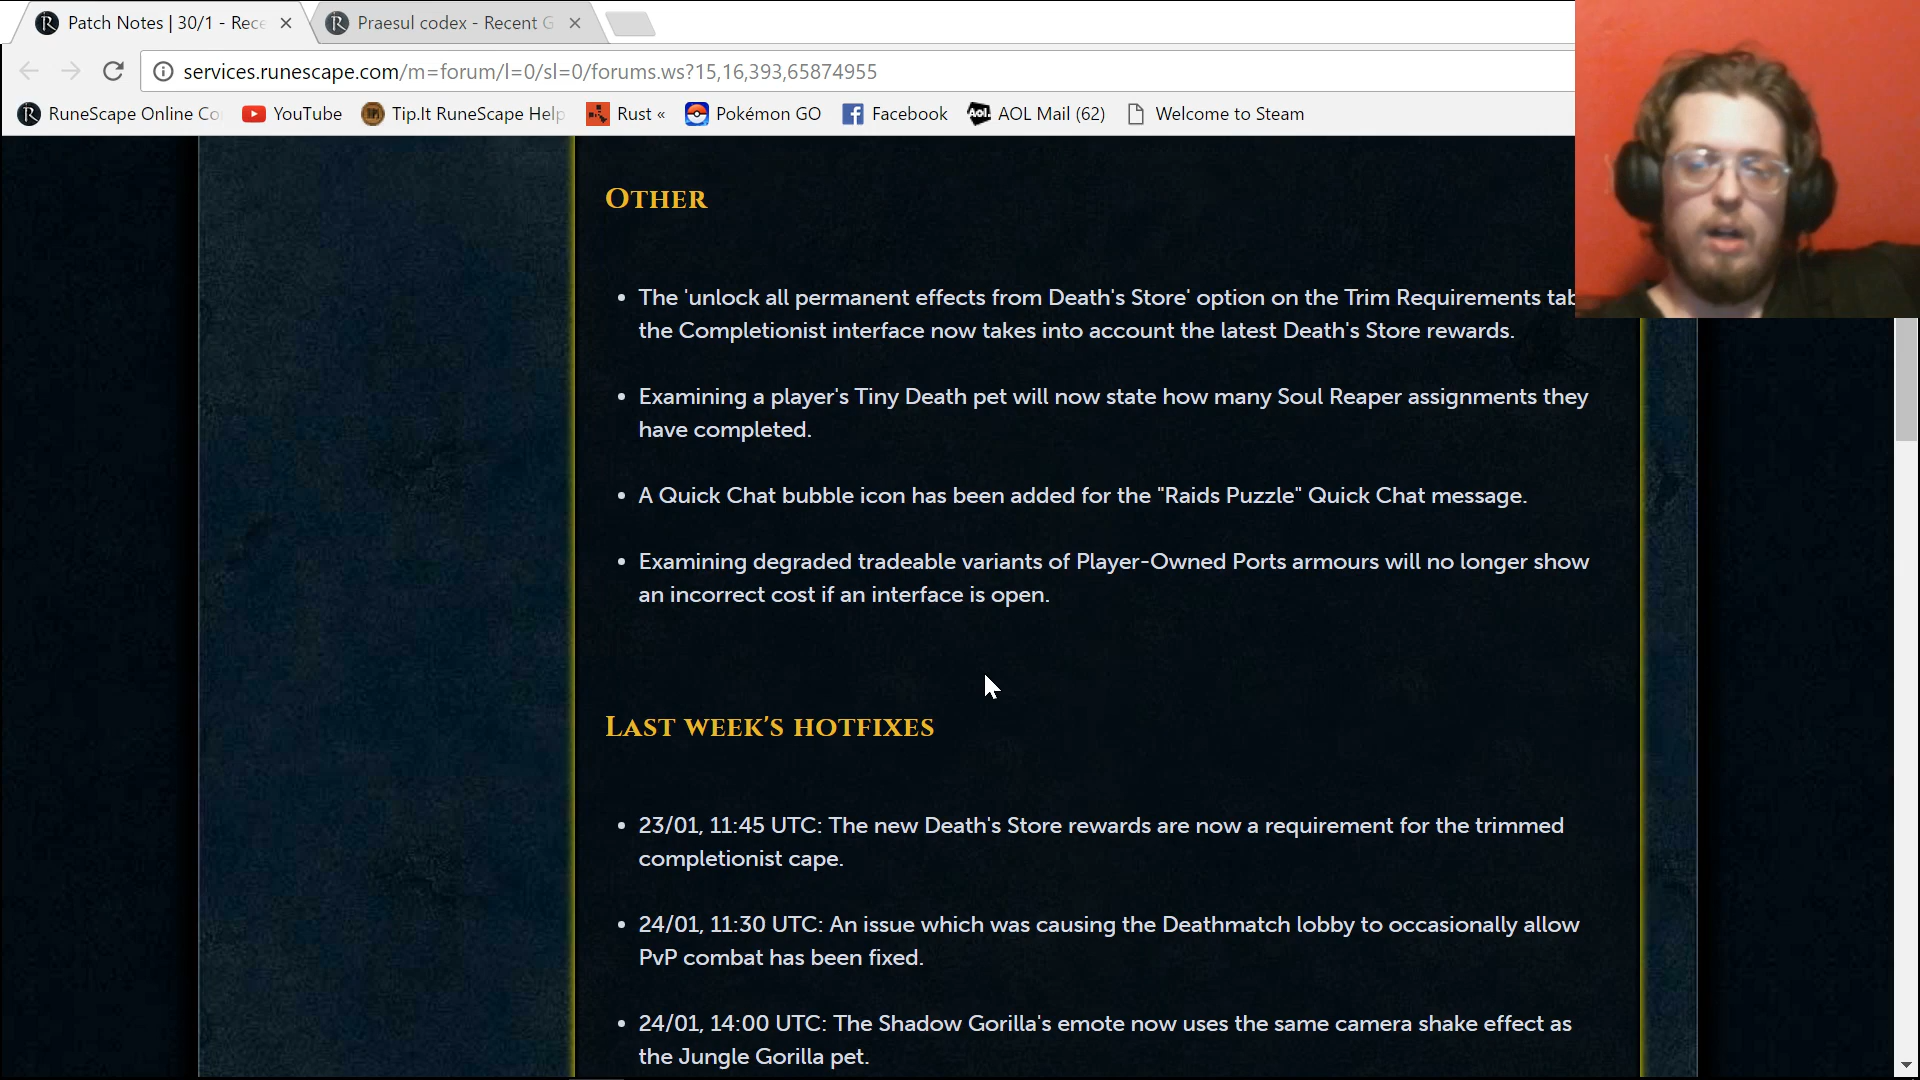 Patch Notes | 30/1 - Rece
Praesul codex - Recent G
services.runescape.com/m=forum/l=0/sl=0/forums.ws?15,16,393,65874955
RuneScape Online Co
YouTube
Tip.It RuneScape Help
Rust «
Pokémon GO
Facebook
AOL Mail (62)
Welcome to Steam
OTHER
• The 'unlock all permanent effects from Death's Store' option on the Trim Requirements tab
the Completionist interface now takes into account the latest Death's Store rewards.
• Examining a player's Tiny Death pet will now state how many Soul Reaper assignments they
have completed.
• A Quick Chat bubble icon has been added for the "Raids Puzzle" Quick Chat message.
• Examining degraded tradeable variants of Player-Owned Ports armours will no longer show
an incorrect cost if an interface is open.
LAST WEEK'S HOTFIXES
• 23/01, 11:45 UTC: The new Death's Store rewards are now a requirement for the trimmed
completionist cape.
• 24/01, 11:30 UTC: An issue which was causing the Deathmatch lobby to occasionally allow
PvP combat has been fixed.
• 24/01, 14:00 UTC: The Shadow Gorilla's emote now uses the same camera shake effect as
the Jungle Gorilla pet.